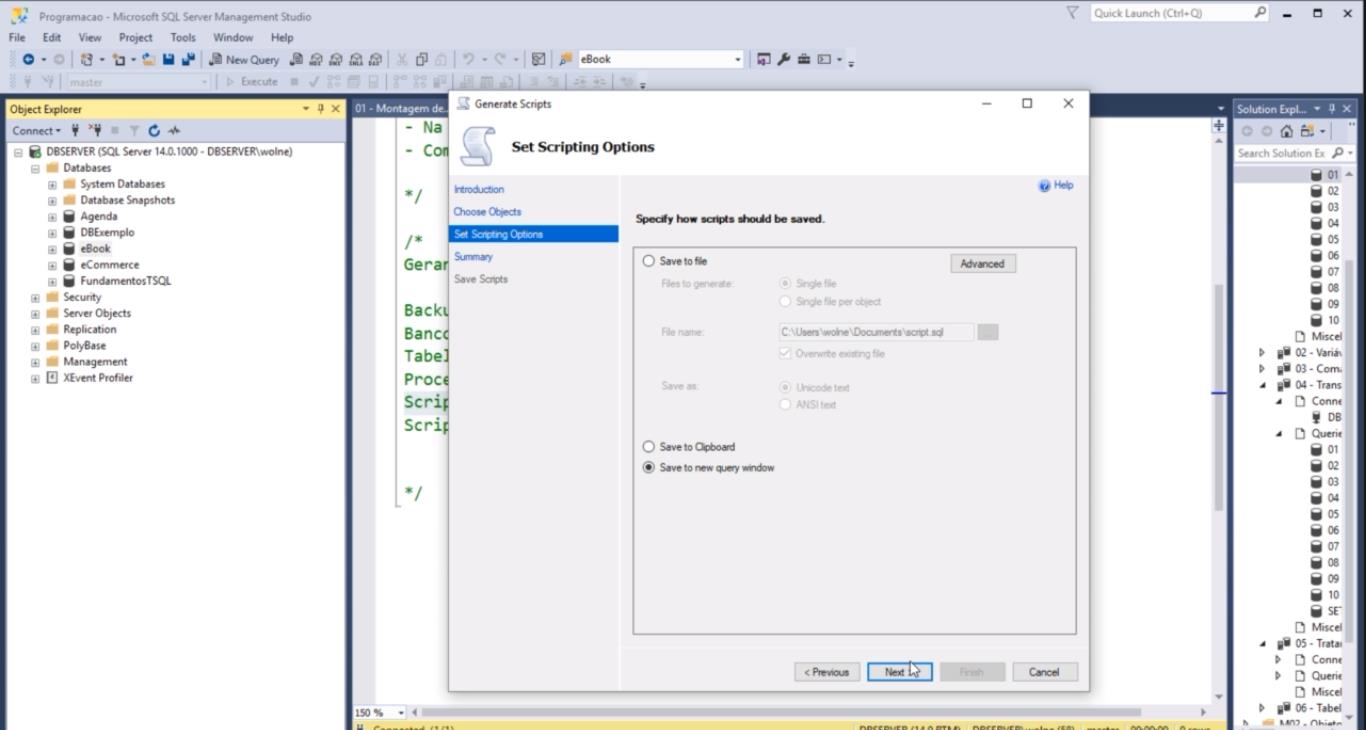 Programacao - Microsoft SQL Server Management Studio
Quick Launch (Ctrl+Q)
File Edit View Project Tools Window Help
New Query eBook
master Execute
Object Explorer
Connect
DBSERVER (SQL Server 14.0.1000 - DBSERVER\wolne)
Databases
System Databases
Database Snapshots
Agenda
DBExemplo
eBook
eCommerce
FundamentosTSQL
Security
Server Objects
Replication
PolyBase
Management
XEvent Profiler
01 - Montagem de...
- Na
- Com
*/
/*
Gerar
Backu
Banco
Tabel
Proce
Scrip
Scrip
*/
150 %
Connected. (1/1)
DBSERVER (14.0 RTM) DBSERVER\wolne (58) master 00:00:00 0 rows
Generate Scripts
Set Scripting Options
Introduction
Choose Objects
Set Scripting Options
Summary
Save Scripts
Help
Specify how scripts should be saved.
Save to file
Advanced
Files to generate:
Single file
Single file per object
File name:
C:\Users\wolne\Documents\script.sql
...
Overwrite existing file
Save as:
Unicode text
ANSI text
Save to Clipboard
Save to new query window
< Previous Next Finish Cancel
Solution Expl...
Search Solution Ex
01
02
03
04
05
06
07
08
09
10
Miscel
02 - Variáv
03 - Coma
04 - Trans
Conne
DB
Querie
01
02
03
04
05
06
07
08
09
10
SE
Miscel
05 - Tratar
Conne
Querie
Miscel
06 - Tabel
M02 - Objeto